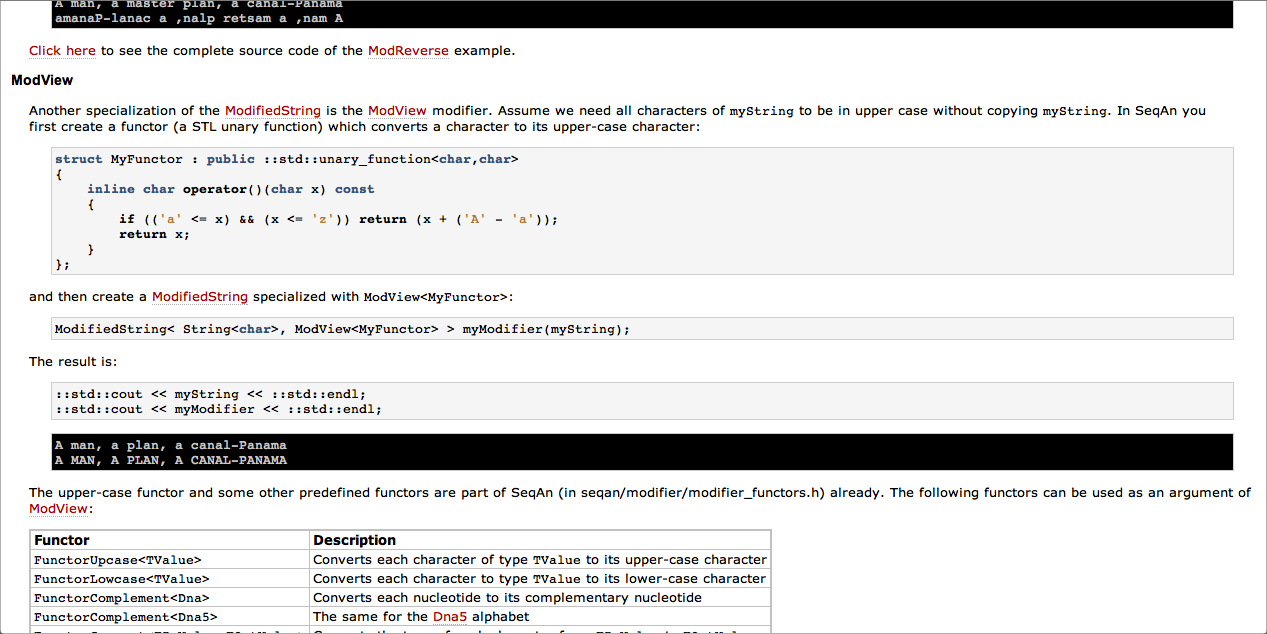 A man, a master plan, a canal-Panama
amanaP-lanac a ,nalp retsam a ,nam A
Click here to see the complete source code of the ModReverse example.
ModView
Another specialization of the ModifiedString is the ModView modifier. Assume we need all characters of myString to be in upper case without copying myString. In SeqAn you
first create a functor (a STL unary function) which converts a character to its upper-case character:
struct MyFunctor : public ::std::unary_function<char,char>
{
    inline char operator()(char x) const
    {
        if (('a' <= x) && (x <= 'z')) return (x + ('A' - 'a'));
        return x;
    }
};
and then create a ModifiedString specialized with ModView<MyFunctor>:
ModifiedString< String<char>, ModView<MyFunctor> > myModifier(myString);
The result is:
::std::cout << myString << ::std::endl;
::std::cout << myModifier << ::std::endl;
A man, a plan, a canal-Panama
A MAN, A PLAN, A CANAL-PANAMA
The upper-case functor and some other predefined functors are part of SeqAn (in seqan/modifier/modifier_functors.h) already. The following functors can be used as an argument of
ModView:
Functor Description
FunctorUpcase<TValue> Converts each character of type TValue to its upper-case character
FunctorLowcase<TValue> Converts each character to type TValue to its lower-case character
FunctorComplement<Dna> Converts each nucleotide to its complementary nucleotide
FunctorComplement<Dna5> The same for the Dna5 alphabet